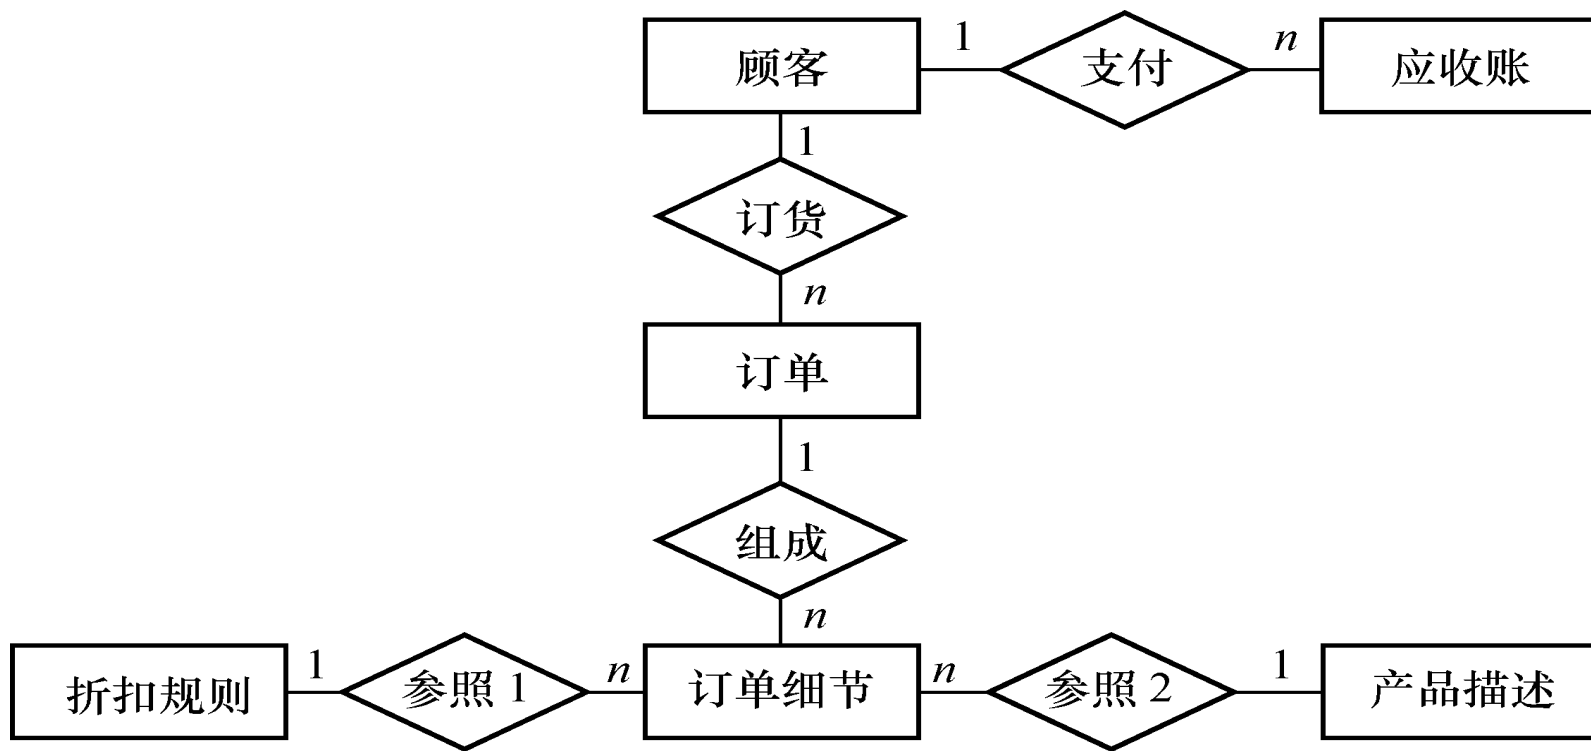 顾客 1 支付 n 应收账
1
订货
n
订单
1
组成
n
折扣规则 1 参照 1 n 订单细节 n 参照 2 1 产品描述